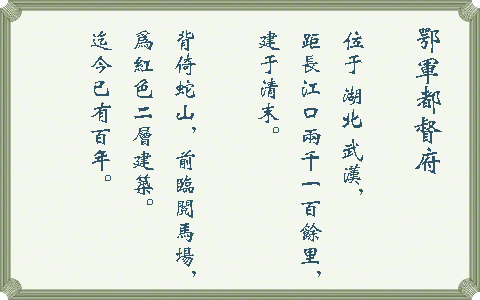 鄂軍都督府
位于湖北武漢，
距長江口兩千一百餘里，
建于清末。
背倚蛇山，前臨閱馬場，
為紅色二層建築。
迄今已有百年。